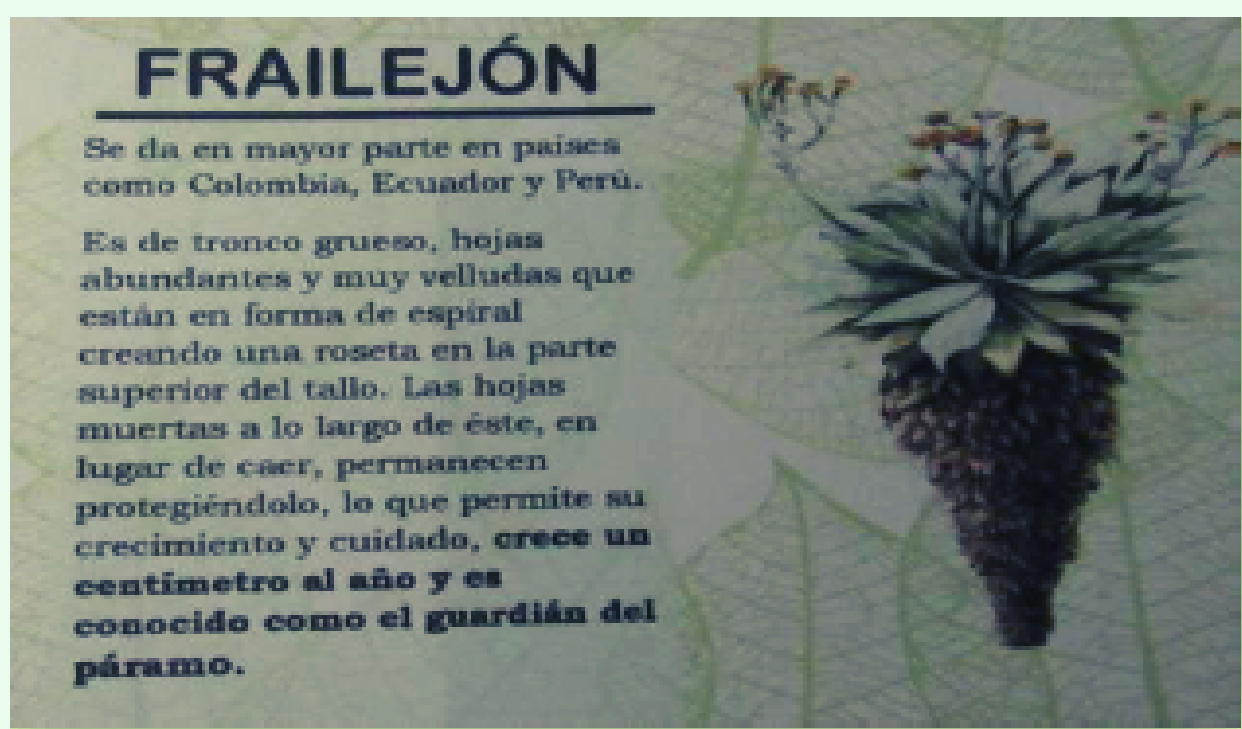 FRAILEJÓN
Se da en mayor parte en países
como Colombia, Ecuador y Perú.
Es de tronco grueso, hojas
abundantes y muy velludas que
están en forma de espiral
creando una roseta en la parte
superior del tallo. Las hojas
muertas a lo largo de éste, en
lugar de caer, permanecen
protegiéndolo, lo que permite su
crecimiento y cuidado, crece un
centímetro al año y es
conocido como el guardián del
páramo.